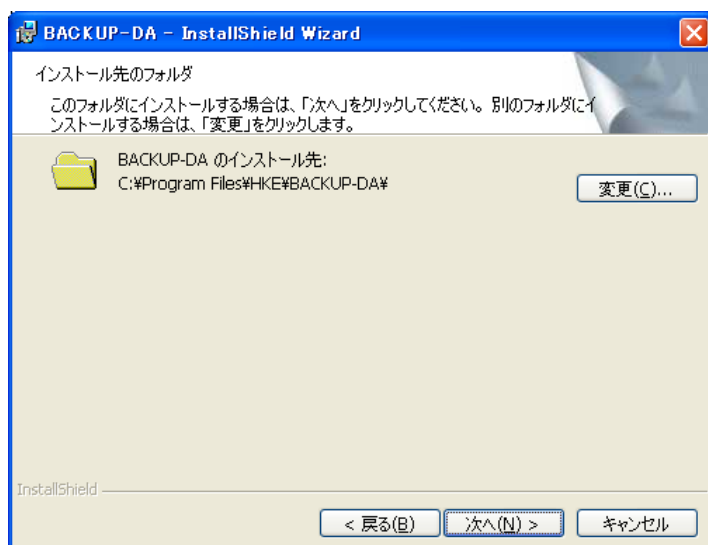 BACKUP-DA - InstallShield Wizard
インストール先のフォルダ
このフォルダにインストールする場合は、「次へ」をクリックしてください。別のフォルダにイ
ンストールする場合は、「変更」をクリックします。
BACKUP-DA のインストール先:
C:¥Program Files¥HKE¥BACKUP-DA¥
変更(C)...
InstallShield
< 戻る(B)
次へ(N) >
キャンセル